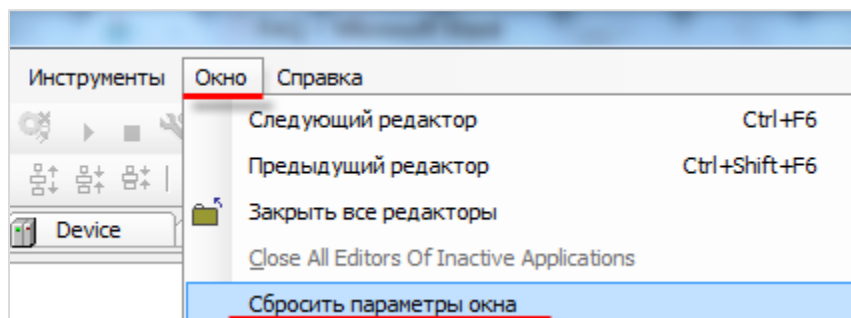 Инструменты Окно Справка
Следующий редактор Ctrl+F6
Предыдущий редактор Ctrl+Shift+F6
Закрыть все редакторы
Device
Close All Editors Of Inactive Applications
Сбросить параметры окна